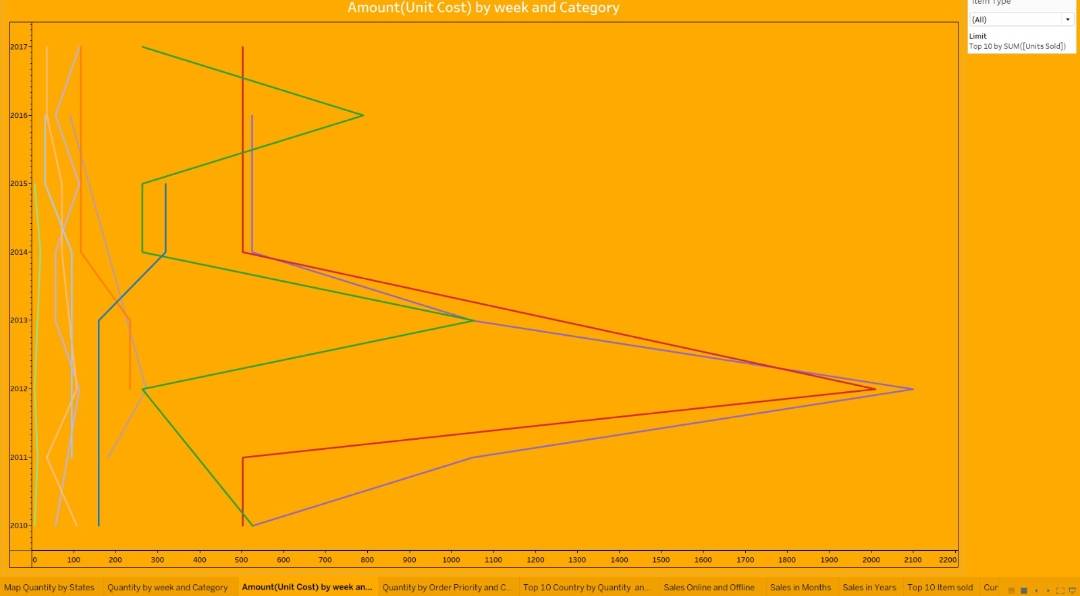 Amount(Unit Cost) by week and Category
Item Type
(All)
Limit
Top 10 by SUM([Units Sold])
2017
2016
2015
2014
2013
2012
2011
2010
0 100 200 300 400 500 600 700 800 900 1000 1100 1200 1300 1400 1500 1600 1700 1800 1900 2000 2100 2200
Map Quantity by States Quantity by week and Category Amount(Unit Cost) by week an... Quantity by Order Priority and C... Top 10 Country by Quantity an... Sales Online and Offline Sales in Months Sales in Years Top 10 Item sold Cur